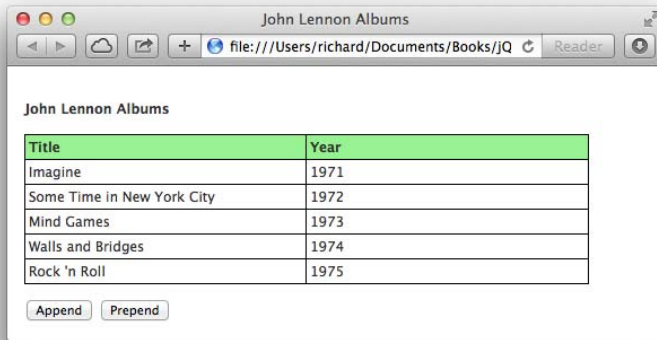 John Lennon Albums
file:///Users/richard/Documents/Books/jQ Reader
John Lennon Albums
Title Year
Imagine 1971
Some Time in New York City 1972
Mind Games 1973
Walls and Bridges 1974
Rock 'n Roll 1975
Append Prepend